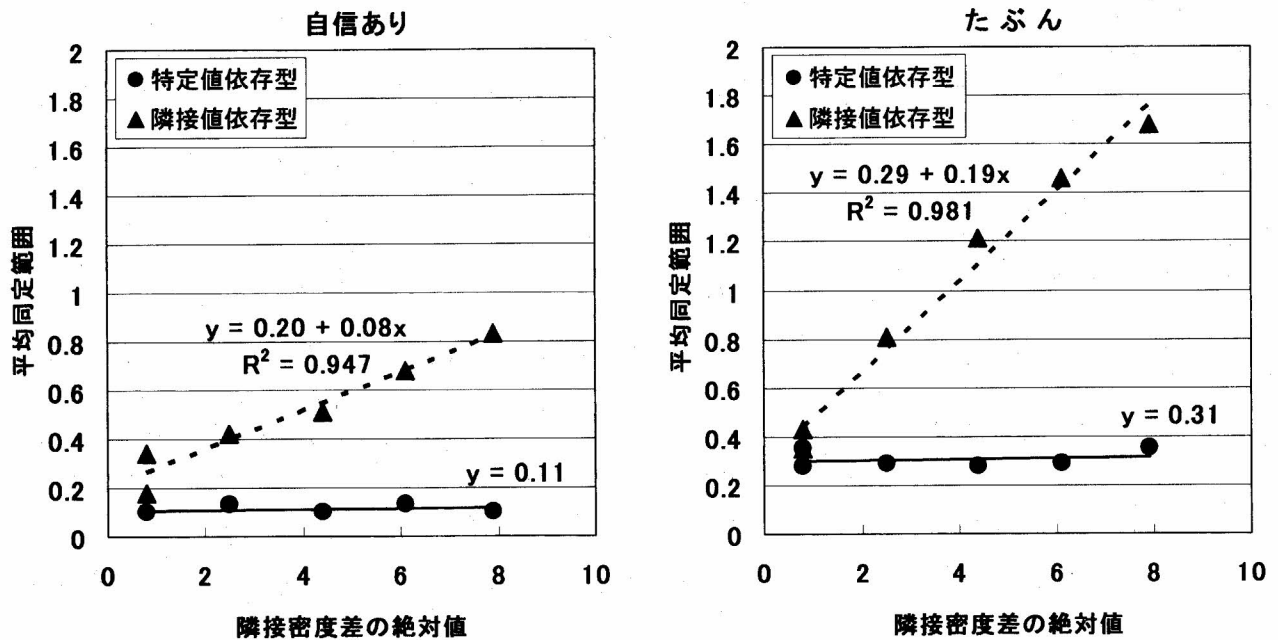 自信あり
2
1.8
1.6
1.4
1.2
1
0.8
0.6
0.4
0.2
0
● 特定値依存型
▲ 隣接値依存型
y = 0.20 + 0.08x
R² = 0.947
y = 0.11
0 2 4 6 8 10
平均同定範囲
隣接密度差の絶対値
たぶん
2
1.8
1.6
1.4
1.2
1
0.8
0.6
0.4
0.2
0
● 特定値依存型
▲ 隣接値依存型
y = 0.29 + 0.19x
R² = 0.981
y = 0.31
0 2 4 6 8 10
平均同定範囲
隣接密度差の絶対値